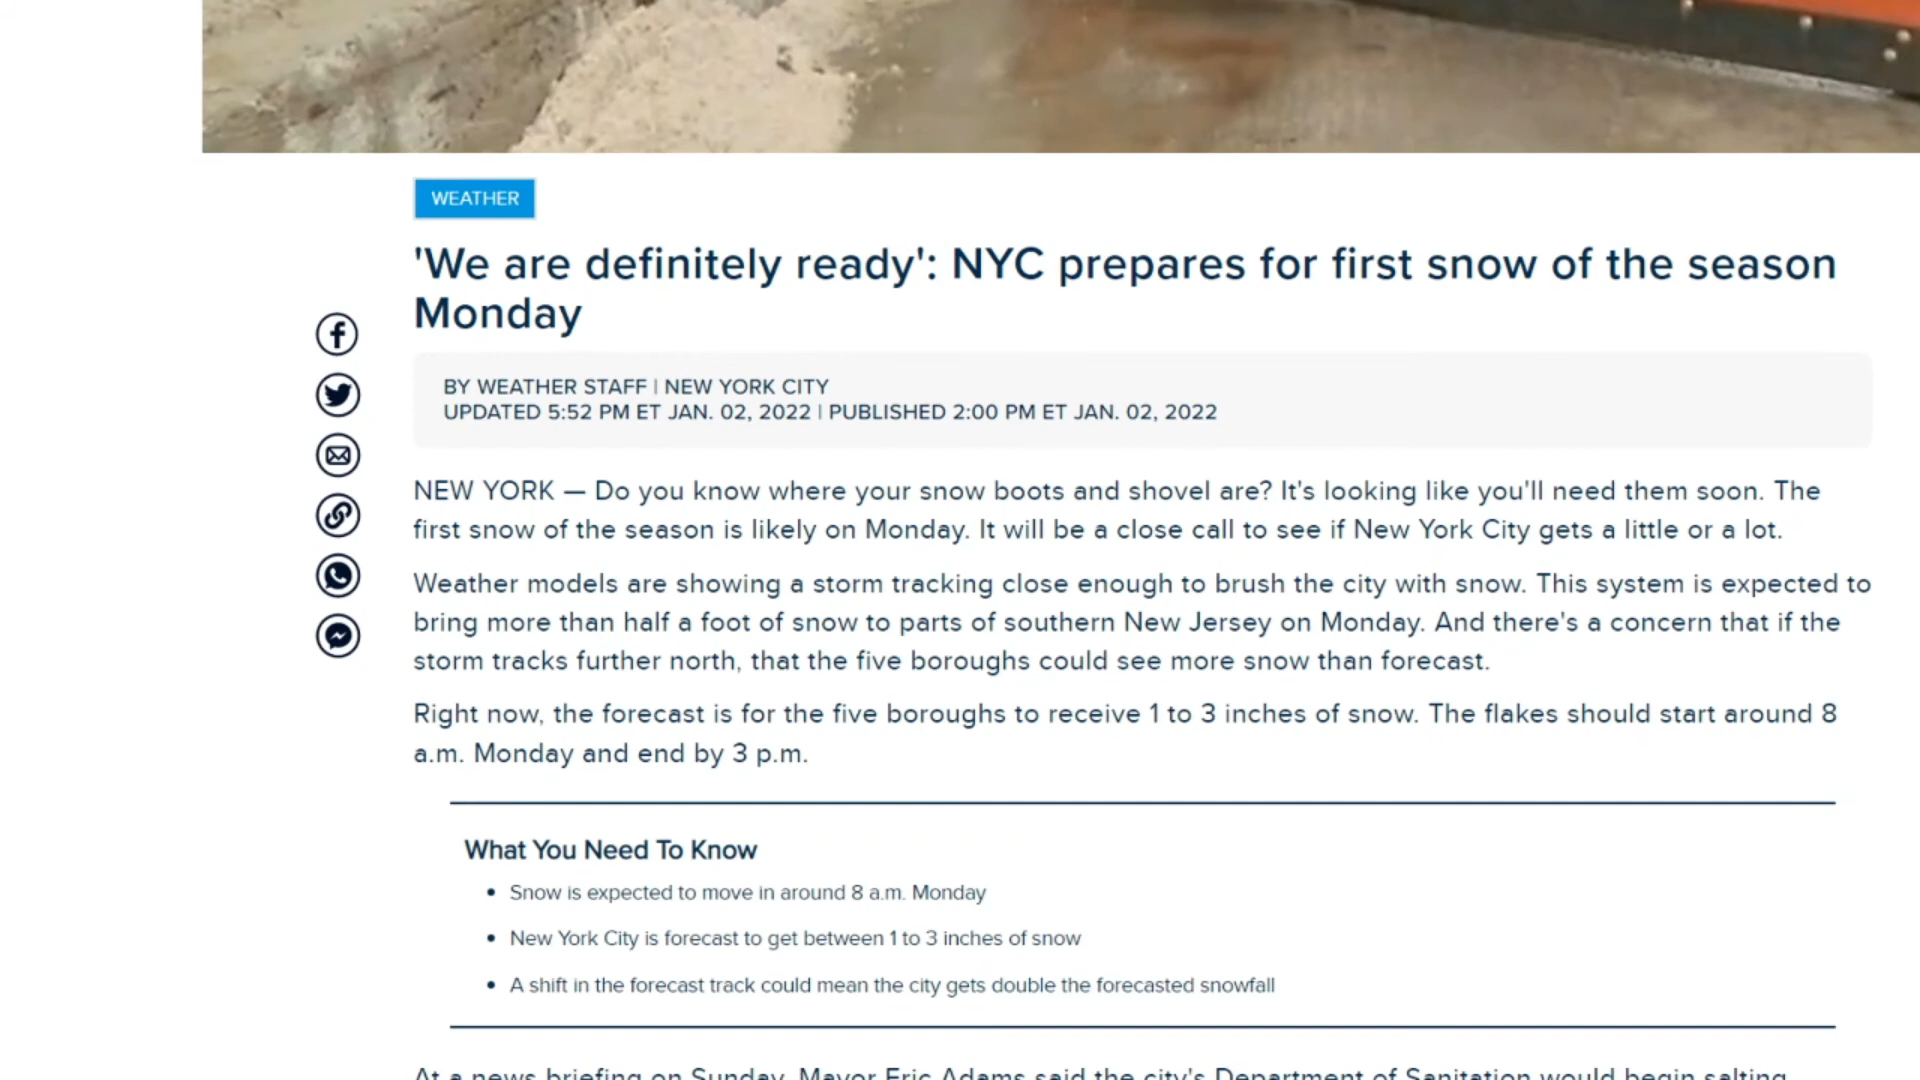 WEATHER
'We are definitely ready': NYC prepares for first snow of the season
Monday
BY WEATHER STAFF | NEW YORK CITY
UPDATED 5:52 PM ET JAN. 02, 2022 | PUBLISHED 2:00 PM ET JAN. 02, 2022
NEW YORK — Do you know where your snow boots and shovel are? It's looking like you'll need them soon. The
first snow of the season is likely on Monday. It will be a close call to see if New York City gets a little or a lot.
Weather models are showing a storm tracking close enough to brush the city with snow. This system is expected to
bring more than half a foot of snow to parts of southern New Jersey on Monday. And there's a concern that if the
storm tracks further north, that the five boroughs could see more snow than forecast.
Right now, the forecast is for the five boroughs to receive 1 to 3 inches of snow. The flakes should start around 8
a.m. Monday and end by 3 p.m.
What You Need To Know
• Snow is expected to move in around 8 a.m. Monday
• New York City is forecast to get between 1 to 3 inches of snow
• A shift in the forecast track could mean the city gets double the forecasted snowfall
At a news briefing on Sunday, Mayor Eric Adams said the city's Department of Sanitation would begin salting